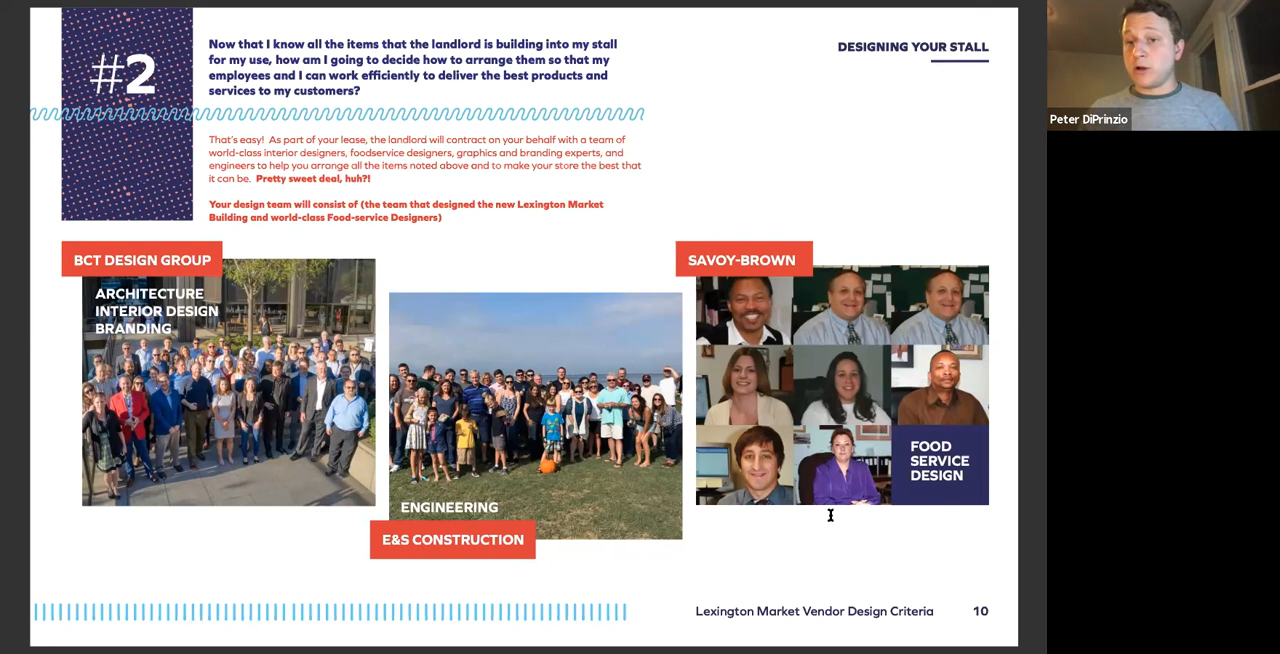 #2
Now that I know all the items that the landlord is building into my stall
for my use, how am I going to decide how to arrange them so that my
employees and I can work efficiently to deliver the best products and
services to my customers?
DESIGNING YOUR STALL
Peter DiPrinzio
That's easy! As part of your lease, the landlord will contract on your behalf with a team of
world-class interior designers, foodservice designers, graphics and branding experts, and
engineers to help you arrange all the items noted above and to make your store the best that
it can be. Pretty sweet deal, huh?!
Your design team will consist of (the team that designed the new Lexington Market
Building and world-class Food-service Designers)
BCT DESIGN GROUP
ARCHITECTURE
INTERIOR DESIGN
BRANDING
ENGINEERING
E&S CONSTRUCTION
SAVOY-BROWN
FOOD
SERVICE
DESIGN
Lexington Market Vendor Design Criteria 10